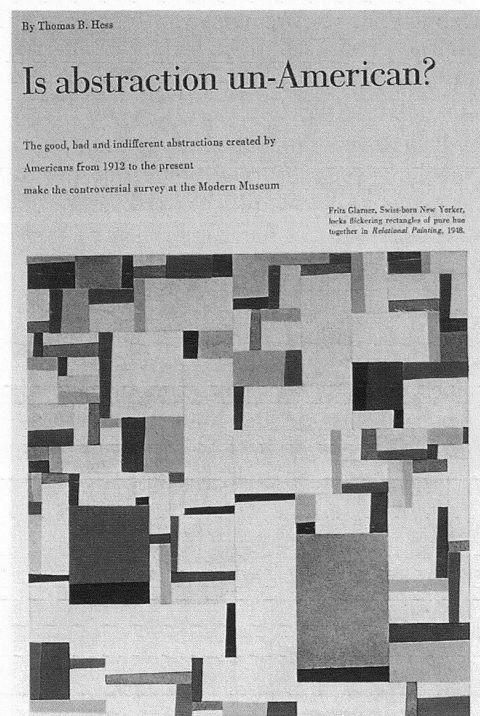 By Thomas B. Hess
Is abstraction un-American?
The good, bad and indifferent abstractions created by
Americans from 1912 to the present
make the controversial survey at the Modern Museum
Fritz Glarner, Swiss-born New Yorker,
locks flickering rectangles of pure hue
together in Relational Painting, 1948.